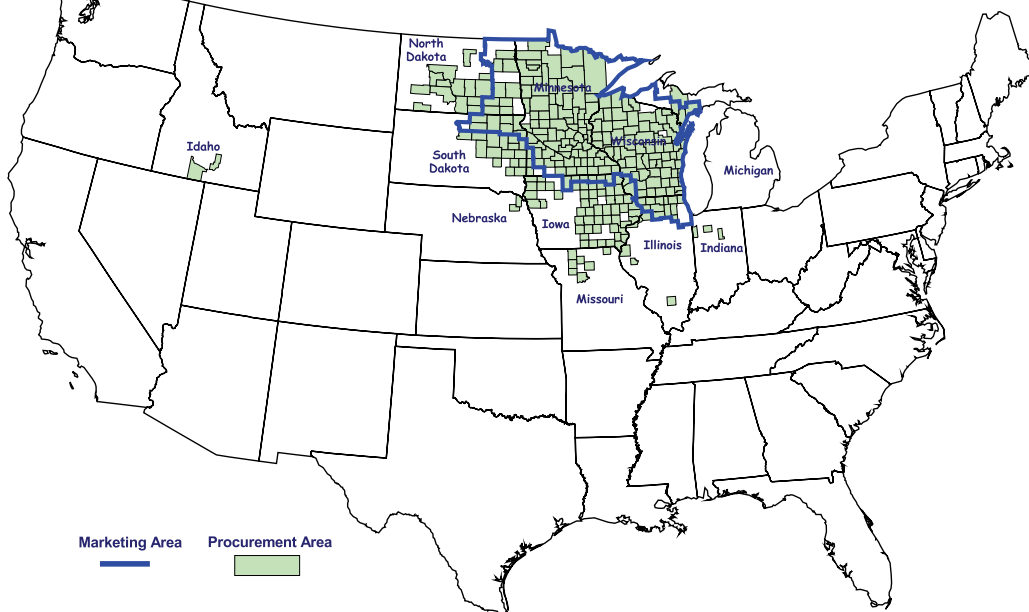 North
Dakota
Minnesota
Idaho
Wisconsin
South
Dakota
Michigan
Nebraska
Iowa
Illinois
Indiana
Missouri
Marketing Area
Procurement Area